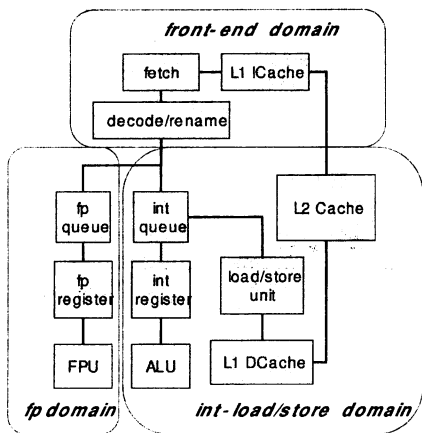 front-end domain
fetch
L1 ICache
decode/rename
fp
queue
int
queue
L2 Cache
fp
register
int
register
load/store
unit
FPU
ALU
L1 DCache
fp domain
int-load/store domain